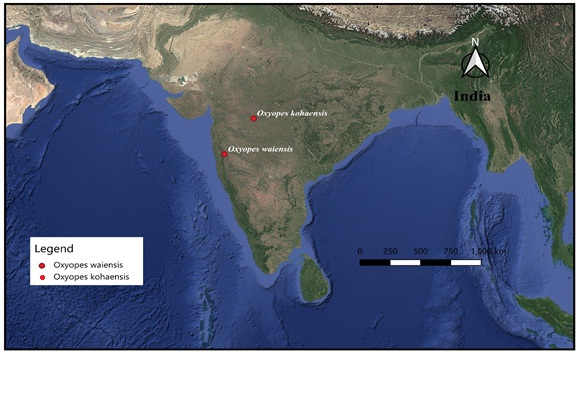 N
India
Oxyopes kohaensis
Oxyopes waiensis
Legend
Oxyopes waiensis
Oxyopes kohaensis
0 250 500 750 1,000 km